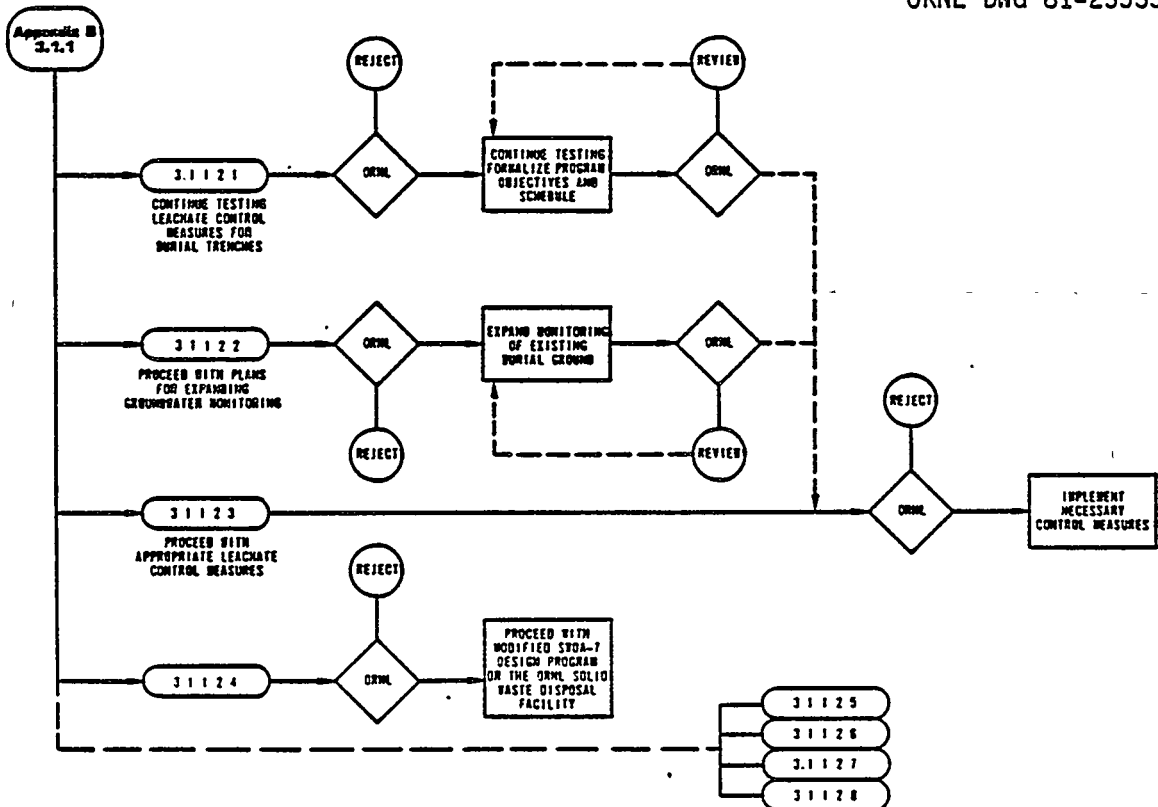 ORNL DWG 81-23535
Appendix B
3.1.1
REJECT
REVIEW
3.1 1 2 1
ORNL
CONTINUE TESTING
FORMALIZE PROGRAM
OBJECTIVES AND
SCHEDULE
ORNL
CONTINUE TESTING
LEACHATE CONTROL
MEASURES FOR
BURIAL TRENCHES
3 1 1 2 2
ORNL
EXPAND MONITORING
OF EXISTING
BURIAL GROUND
ORNL
PROCEED WITH PLANS
FOR EXPANDING
GROUNDWATER MONITORING
REJECT
REVIEW
REJECT
3 1 1 2 3
ORNL
IMPLEMENT
NECESSARY
CONTROL MEASURES
PROCEED WITH
APPROPRIATE LEACHATE
CONTROL MEASURES
REJECT
3 1 1 2 4
ORNL
PROCEED WITH
MODIFIED SWDA-7
DESIGN PROGRAM
OR THE ORNL SOLID
WASTE DISPOSAL
FACILITY
3 1 1 2 5
3 1 1 2 6
3.1 1 2 7
3 1 1 2 8